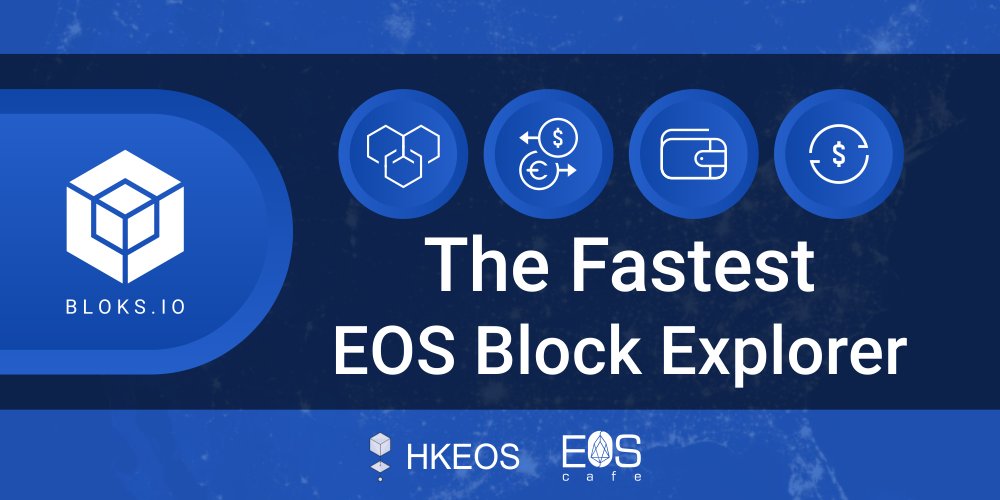 BLOKS.IO
$
€
$
The Fastest
EOS Block Explorer
HKEOS
EOS
cafe